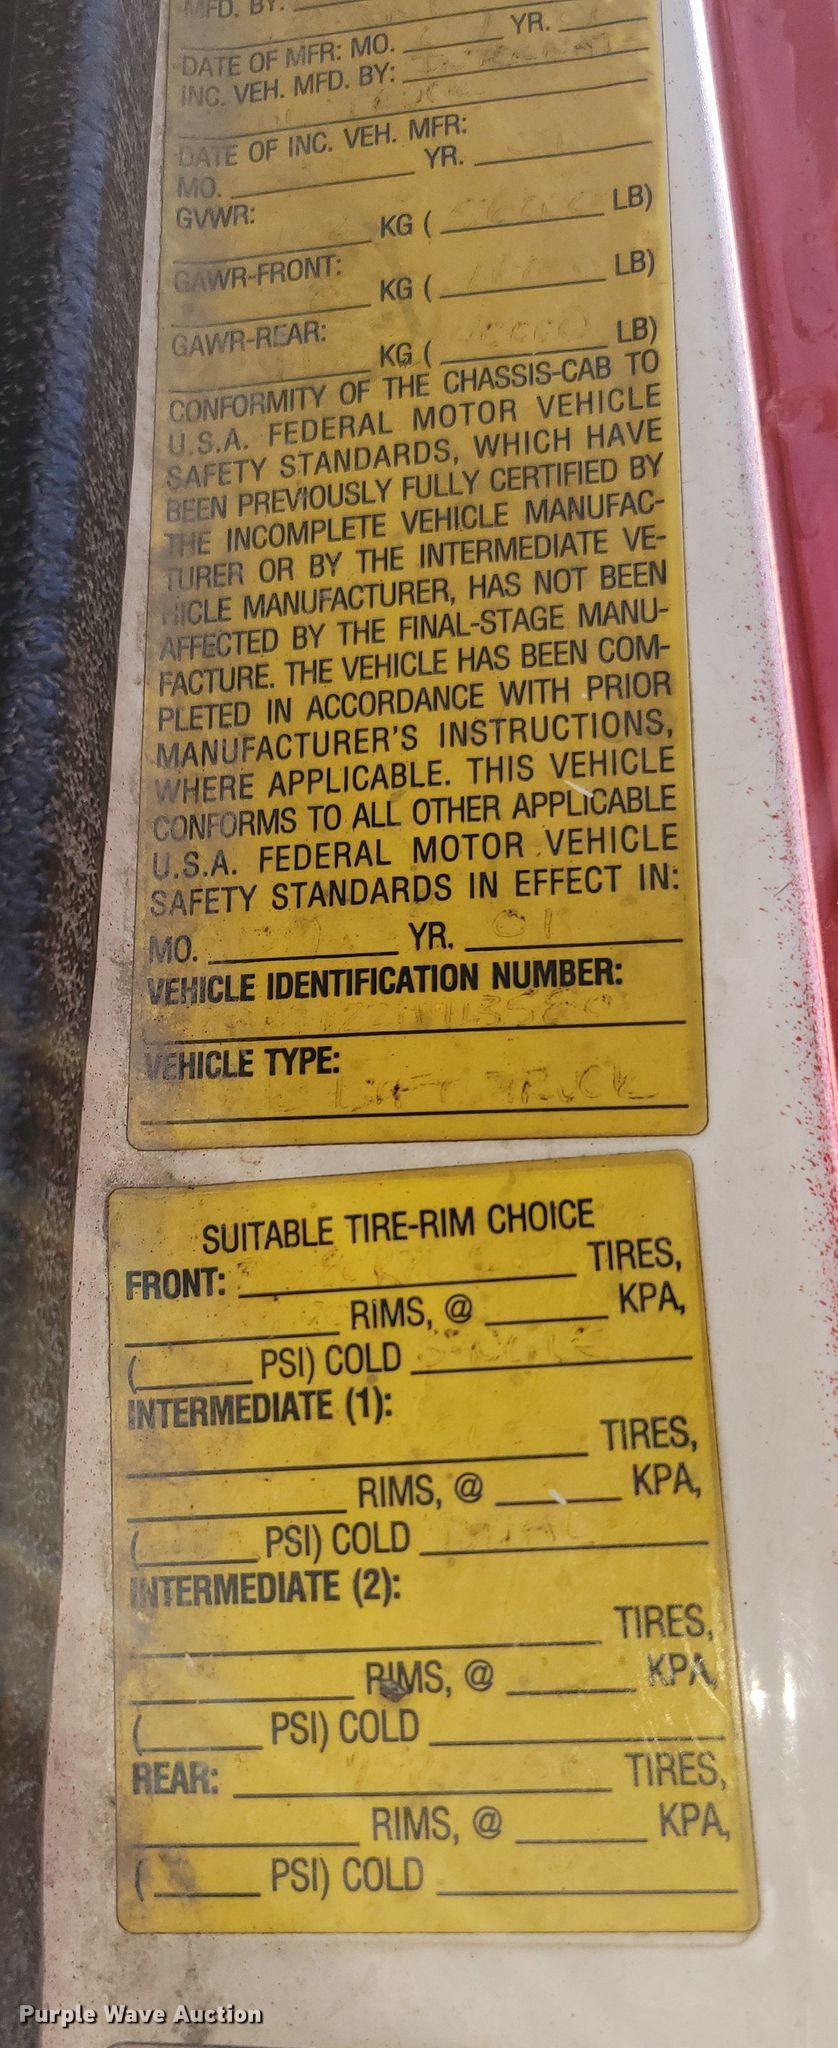 MFD. BY:
DATE OF MFR: MO. YR.
INC. VEH. MFD. BY:
DATE OF INC. VEH. MFR:
MO. YR.
GVWR:
KG ( LB)
GAWR-FRONT:
KG ( LB)
GAWR-REAR:
KG ( LB)
CONFORMITY OF THE CHASSIS-CAB TO
U.S.A. FEDERAL MOTOR VEHICLE
SAFETY STANDARDS, WHICH HAVE
BEEN PREVIOUSLY FULLY CERTIFIED BY
THE INCOMPLETE VEHICLE MANUFAC-
TURER OR BY THE INTERMEDIATE VE-
HICLE MANUFACTURER, HAS NOT BEEN
AFFECTED BY THE FINAL-STAGE MANU-
FACTURE. THE VEHICLE HAS BEEN COM-
PLETED IN ACCORDANCE WITH PRIOR
MANUFACTURER'S INSTRUCTIONS,
WHERE APPLICABLE. THIS VEHICLE
CONFORMS TO ALL OTHER APPLICABLE
U.S.A. FEDERAL MOTOR VEHICLE
SAFETY STANDARDS IN EFFECT IN:
MO. YR. 01
VEHICLE IDENTIFICATION NUMBER:
VEHICLE TYPE:
TRUCK
SUITABLE TIRE-RIM CHOICE
FRONT: TIRES,
RIMS, @ KPA,
( PSI) COLD
INTERMEDIATE (1):
TIRES,
RIMS, @ KPA,
( PSI) COLD
INTERMEDIATE (2):
TIRES,
RIMS, @ KPA,
( PSI) COLD
REAR: TIRES,
RIMS, @ KPA,
( PSI) COLD
Purple Wave Auction